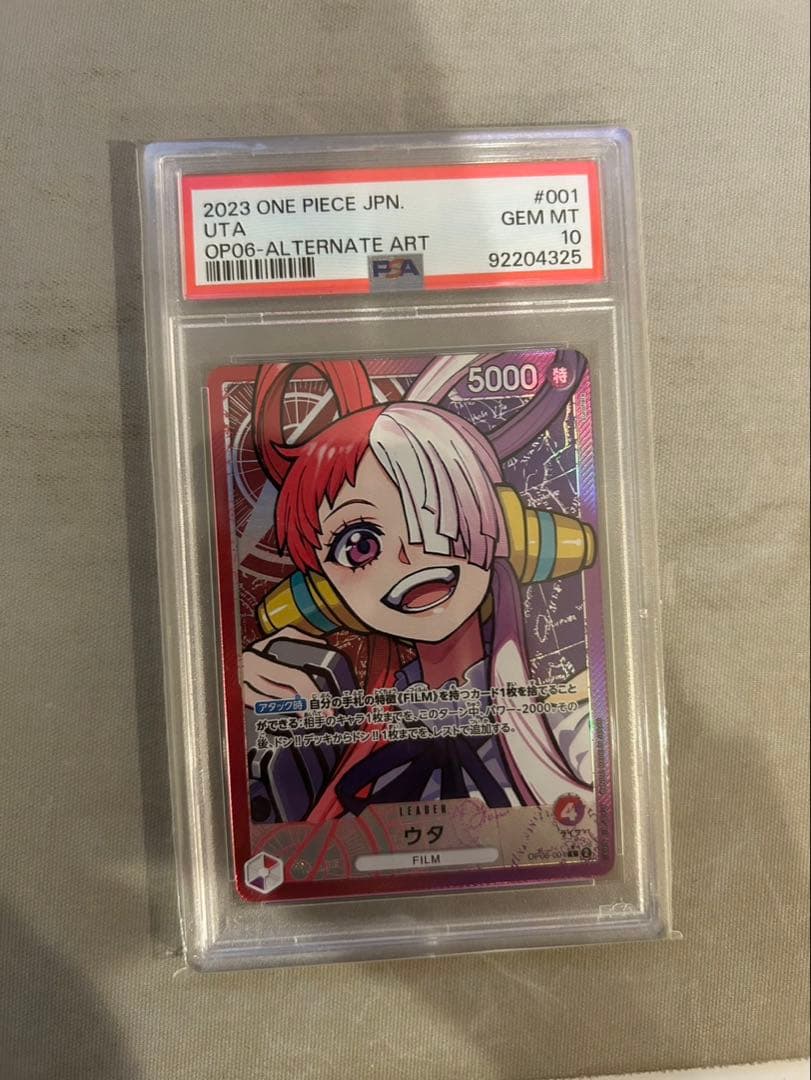 2023 ONE PIECE JPN. #001
UTA GEM MT
OP06-ALTERNATE ART 10
PSA 92204325
5000 特
アタック時 自分の手札の特徴《FILM》を持つカード1枚を捨てること
ができる:相手のキャラ1枚までを、このターン中、パワー-2000。その
後、ドン!!デッキからドン!!1枚までを、レストで追加する。
LEADER
4
ウタ
ライフ
FILM